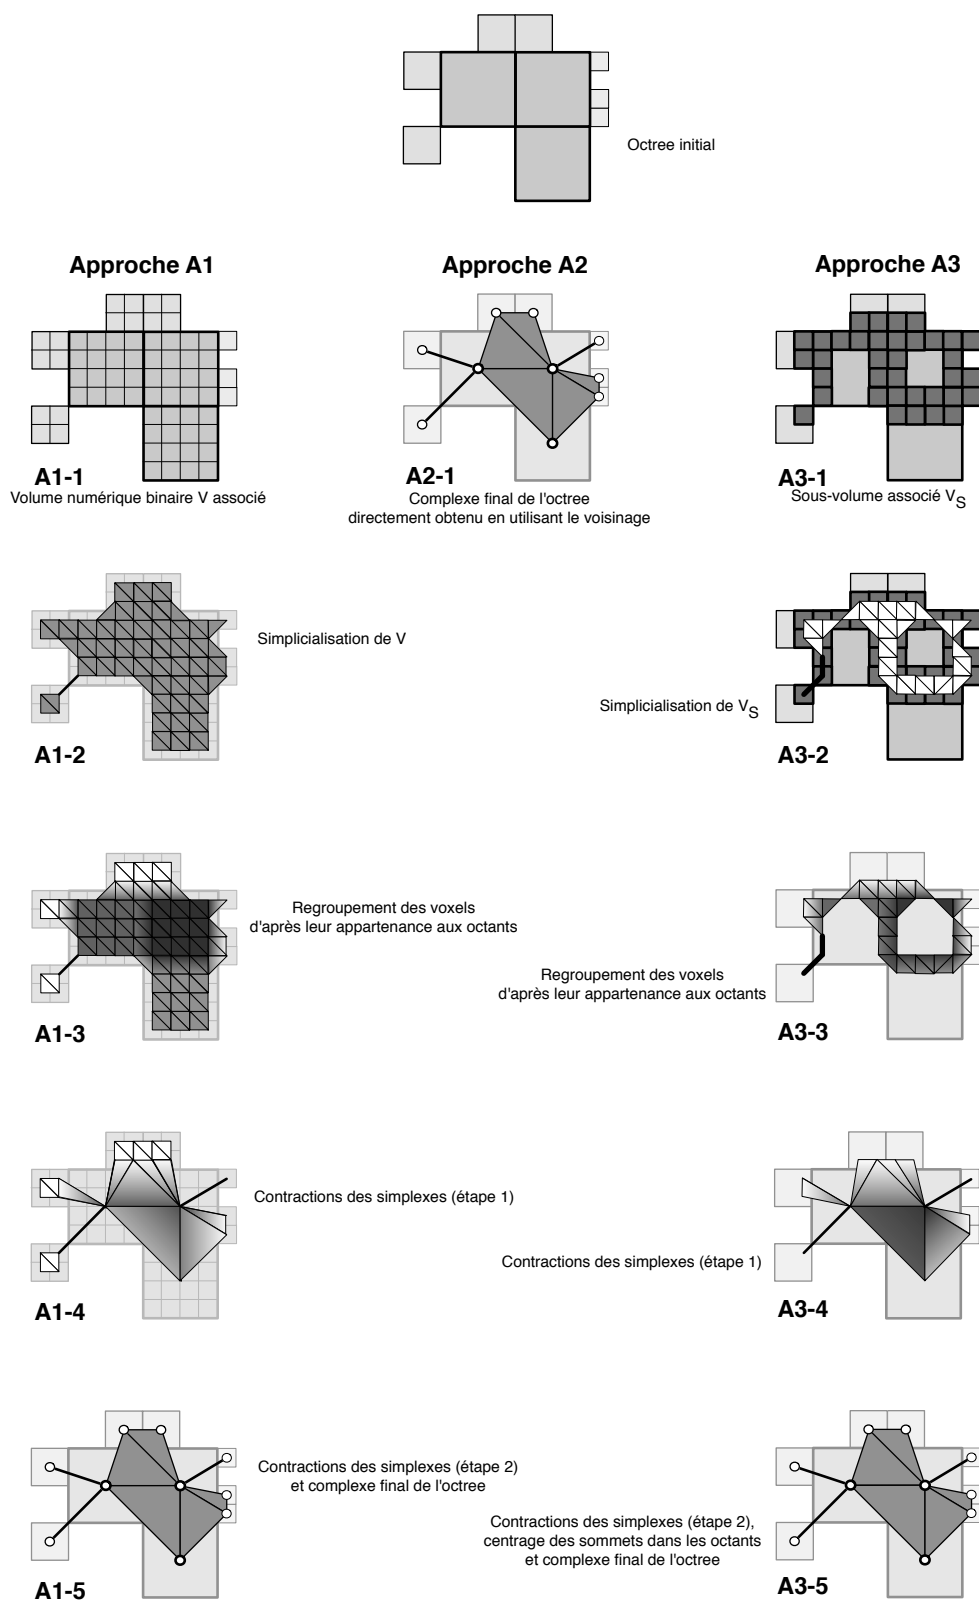 Octree initial
Approche A1
Approche A2
Approche A3
A1-1
Volume numérique binaire V associé
A2-1
Complexe final de l'octree
directement obtenu en utilisant le voisinage
A3-1
Sous-volume associé VS
Simplicialisation de V
A1-2
Simplicialisation de VS
A3-2
Regroupement des voxels
d'après leur appartenance aux octants
A1-3
Regroupement des voxels
d'après leur appartenance aux octants
A3-3
Contractions des simplexes (étape 1)
A1-4
Contractions des simplexes (étape 1)
A3-4
Contractions des simplexes (étape 2)
et complexe final de l'octree
A1-5
Contractions des simplexes (étape 2),
centrage des sommets dans les octants
et complexe final de l'octree
A3-5